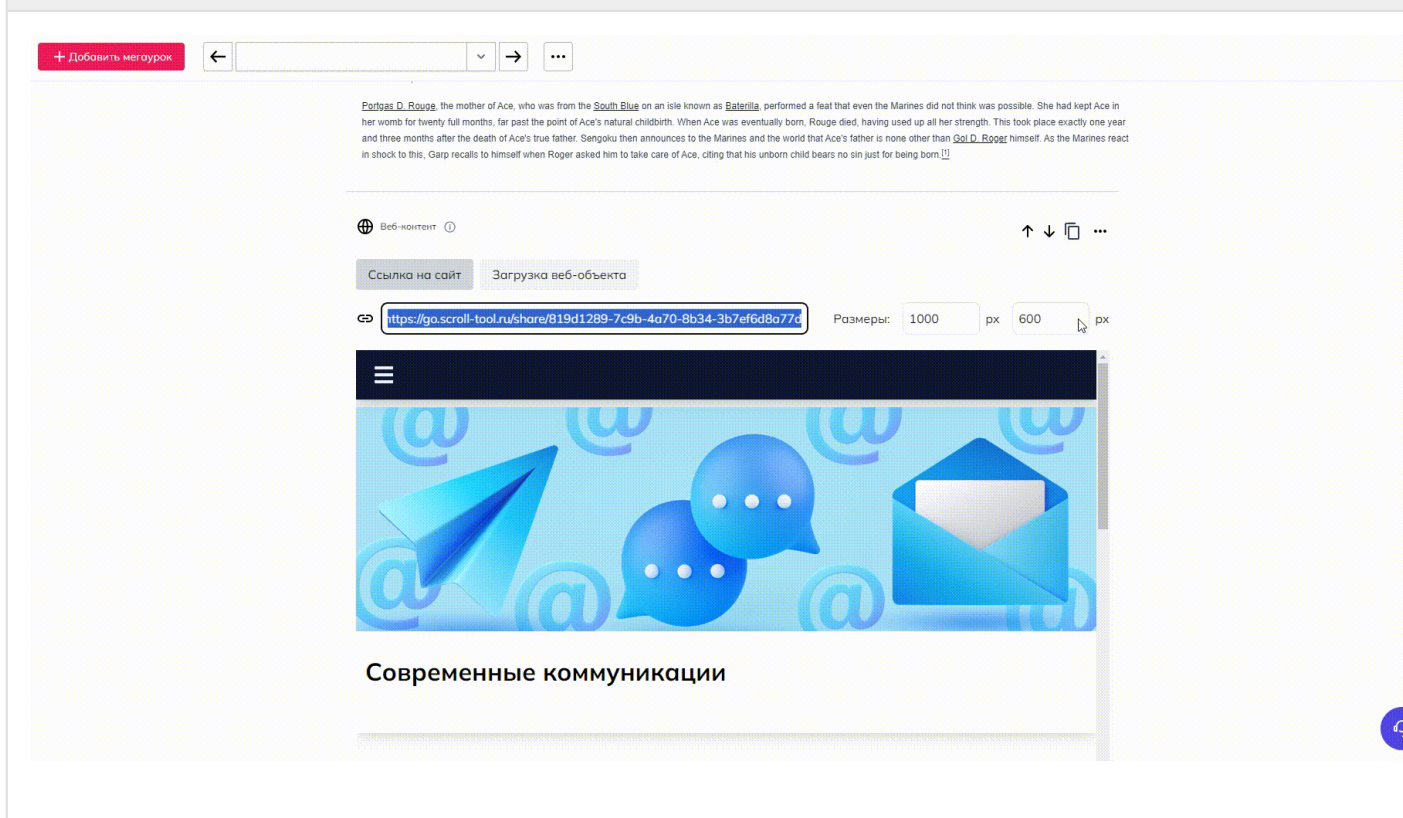 + Добавить мегаурок
Portgas D. Rouge, the mother of Ace, who was from the South Blue on an isle known as Baterilla, performed a feat that even the Marines did not think was possible. She had kept Ace in
her womb for twenty full months, far past the point of Ace's natural childbirth. When Ace was eventually born, Rouge died, having used up all her strength. This took place exactly one year
and three months after the death of Ace's true father. Sengoku then announces to the Marines and the world that Ace's father is none other than Gol D. Roger himself. As the Marines react
in shock to this, Garp recalls to himself when Roger asked him to take care of Ace, citing that his unborn child bears no sin just for being born.[1]
Веб-контент
Ссылка на сайт Загрузка веб-объекта
https://go.scroll-tool.ru/share/819d1289-7c9b-4a70-8b34-3b7ef6d8a77d Размеры: 1000 px 600 px
@ @ @ @
@ @ @ @
Современные коммуникации